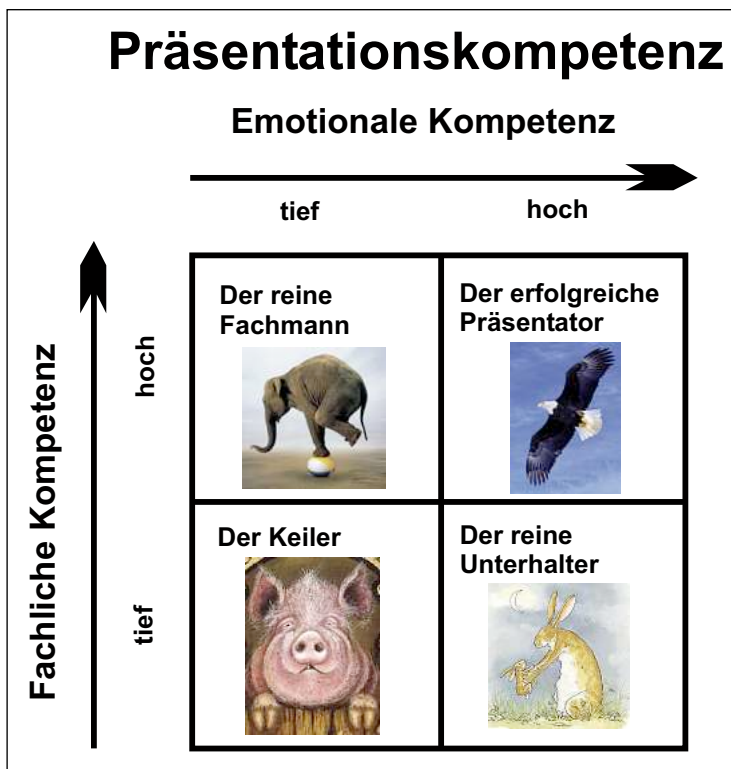 Präsentationskompetenz
Emotionale Kompetenz
tief
hoch
Fachliche Kompetenz
hoch
tief
Der reine
Fachmann
Der erfolgreiche
Präsentator
Der Keiler
Der reine
Unterhalter